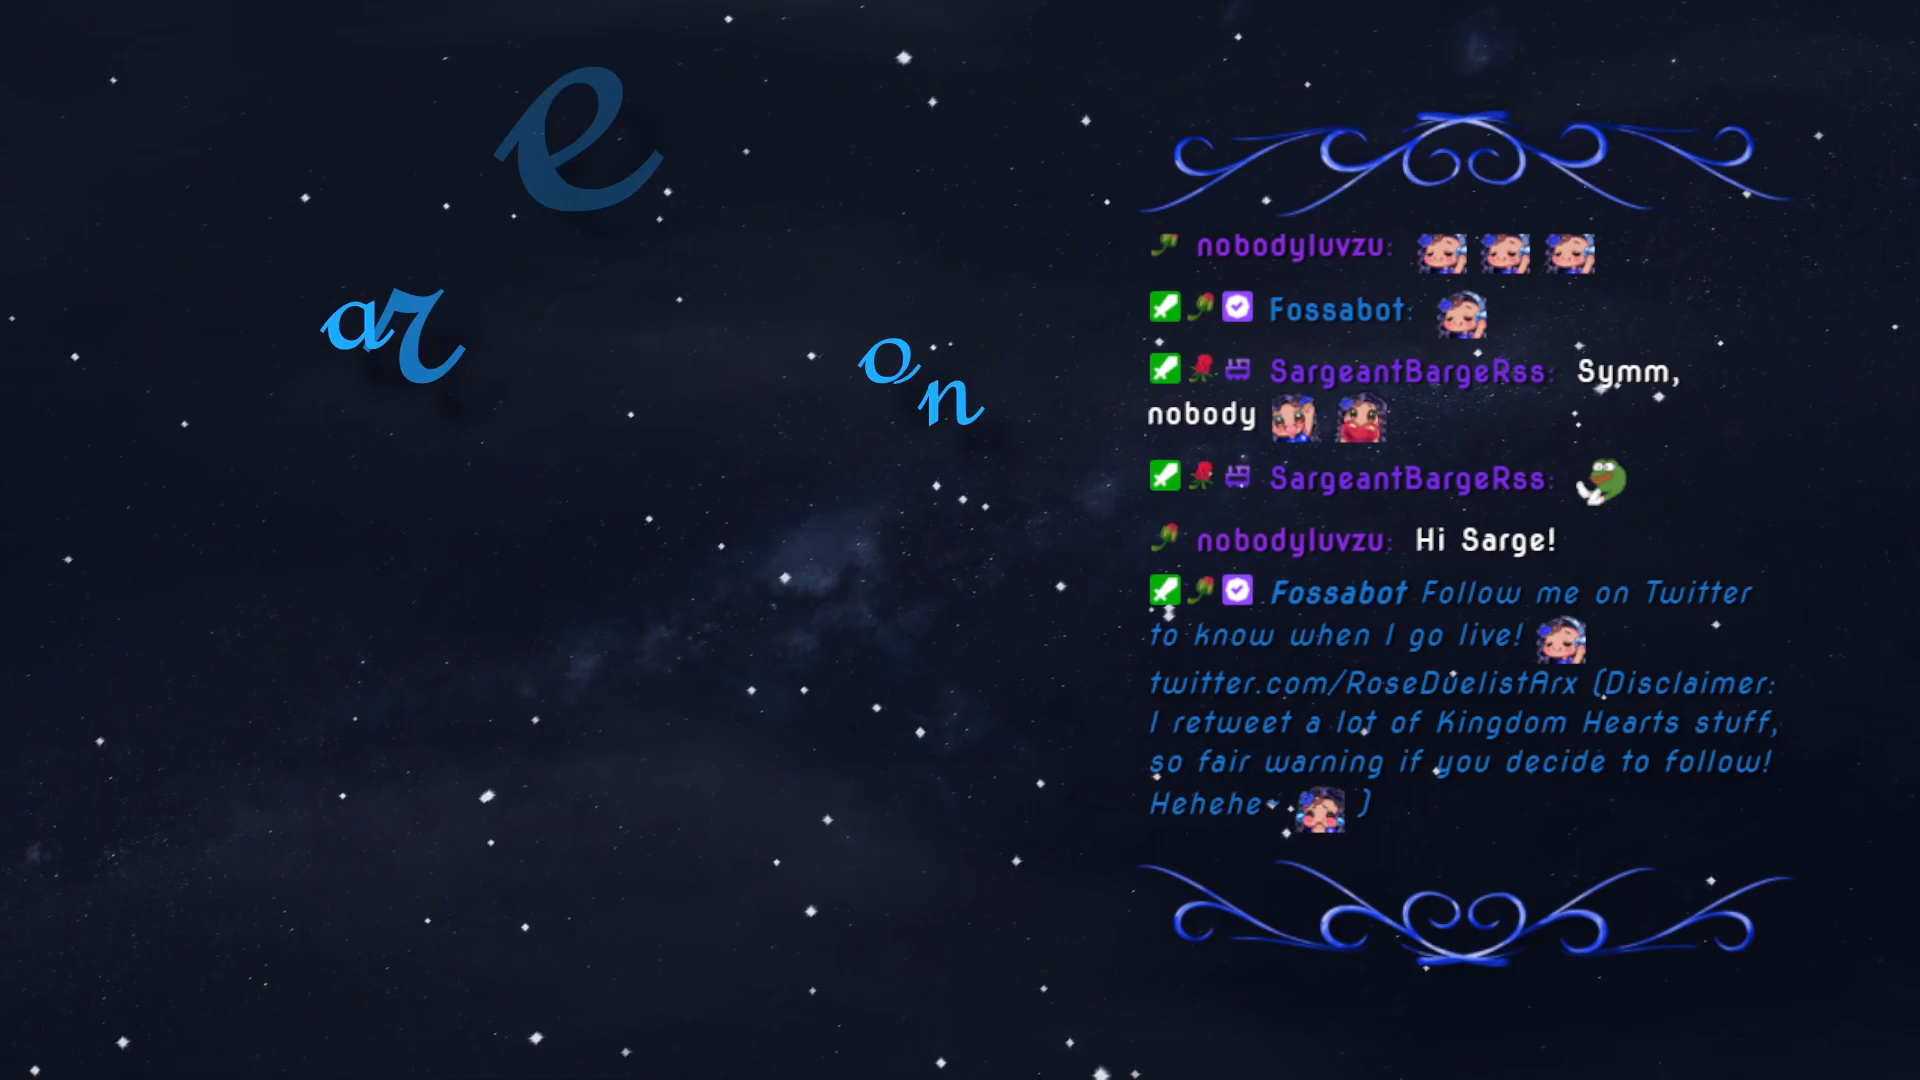 e
ar
on
nobodyluvzu:
Fossabot:
SargeantBargeRss: Symm,
nobody
SargeantBargeRss:
nobodyluvzu: Hi Sarge!
Fossabot Follow me on Twitter
to know when I go live!
twitter.com/RoseDuelistArx (Disclaimer:
I retweet a lot of Kingdom Hearts stuff,
so fair warning if you decide to follow!
Hehehe~ )